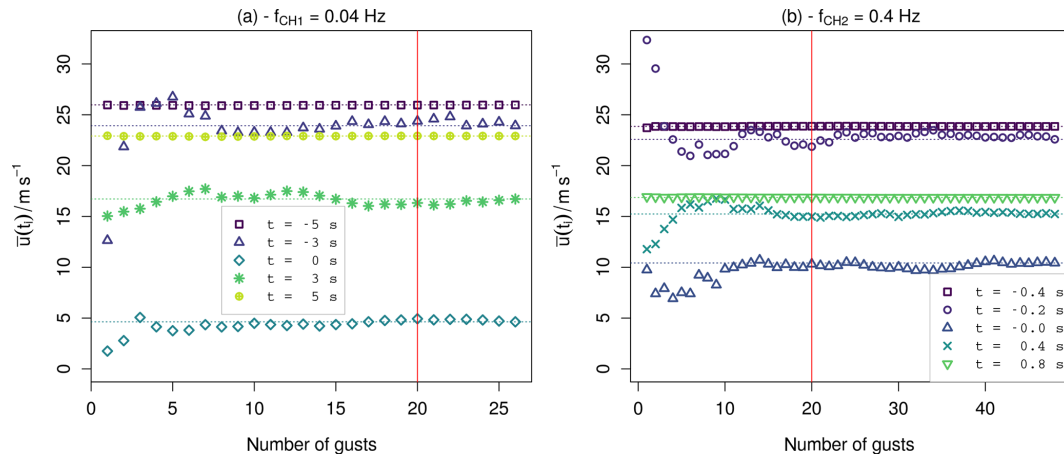 (a) - fCH1 = 0.04 Hz
u̅(ti)/m s⁻¹
0 5 10 15 20 25 30
t = -5 s
t = -3 s
t = 0 s
t = 3 s
t = 5 s
0 5 10 15 20 25
Number of gusts
(b) - fCH2 = 0.4 Hz
u̅(ti)/m s⁻¹
0 5 10 15 20 25 30
t = -0.4 s
t = -0.2 s
t = -0.0 s
t = 0.4 s
t = 0.8 s
0 10 20 30 40
Number of gusts